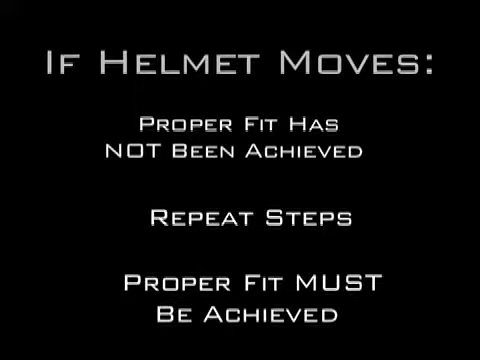 If Helmet Moves:
Proper Fit Has
NOT Been Achieved
Repeat Steps
Proper Fit MUST
Be Achieved